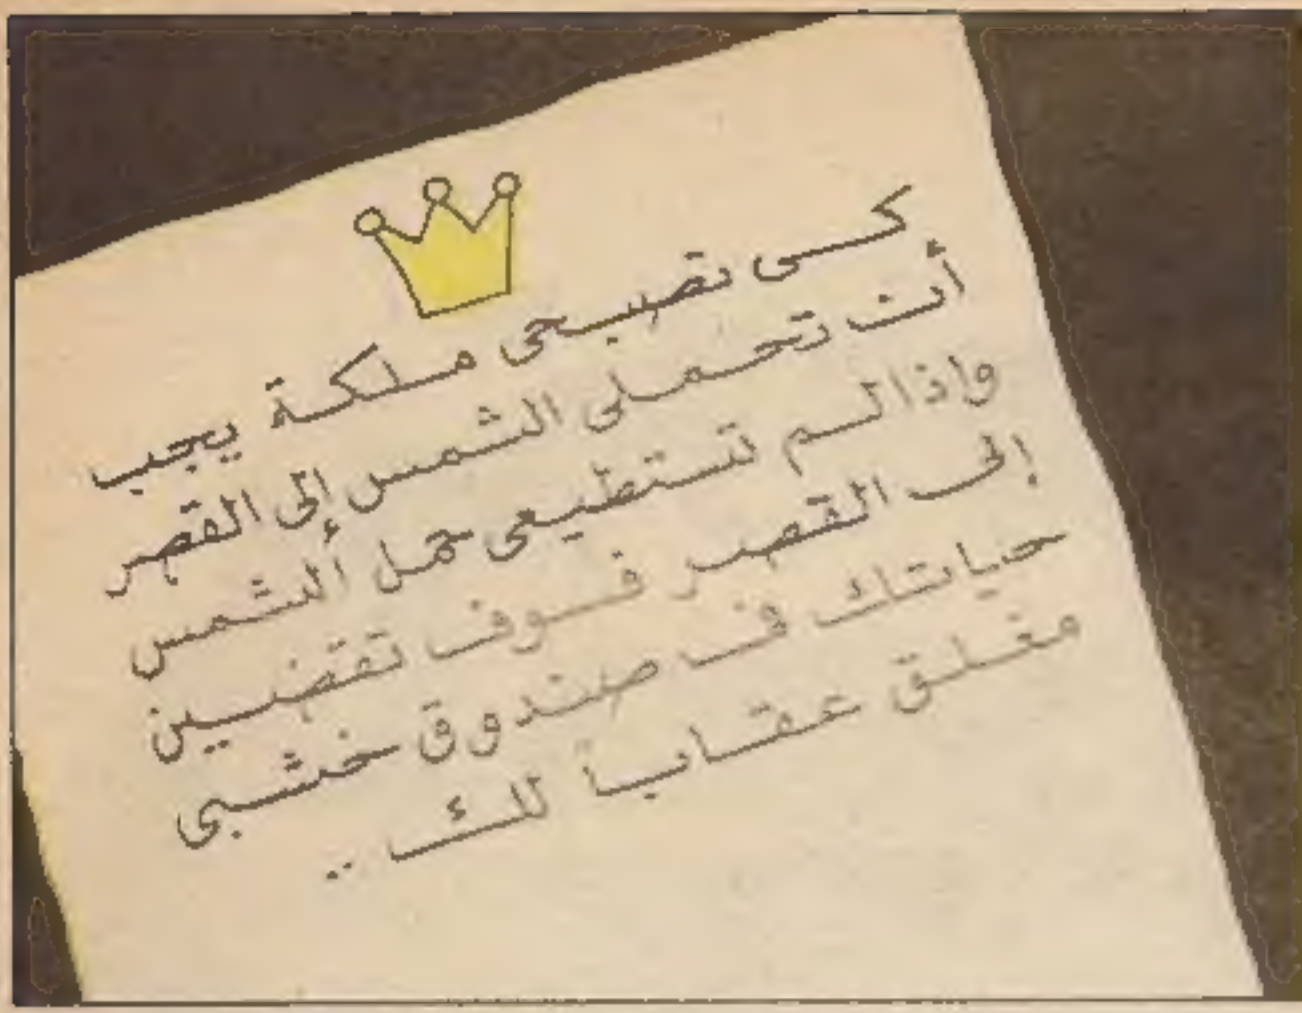 كى تصبحى ملكة يجب
أن تحملى الشمس إلى القصر
واذا لم تستطيعى حمل الشمس
إلى القصر فسوف تقضين
حياتك فى صندوق خشبى
مغلق عقاباً لك ..